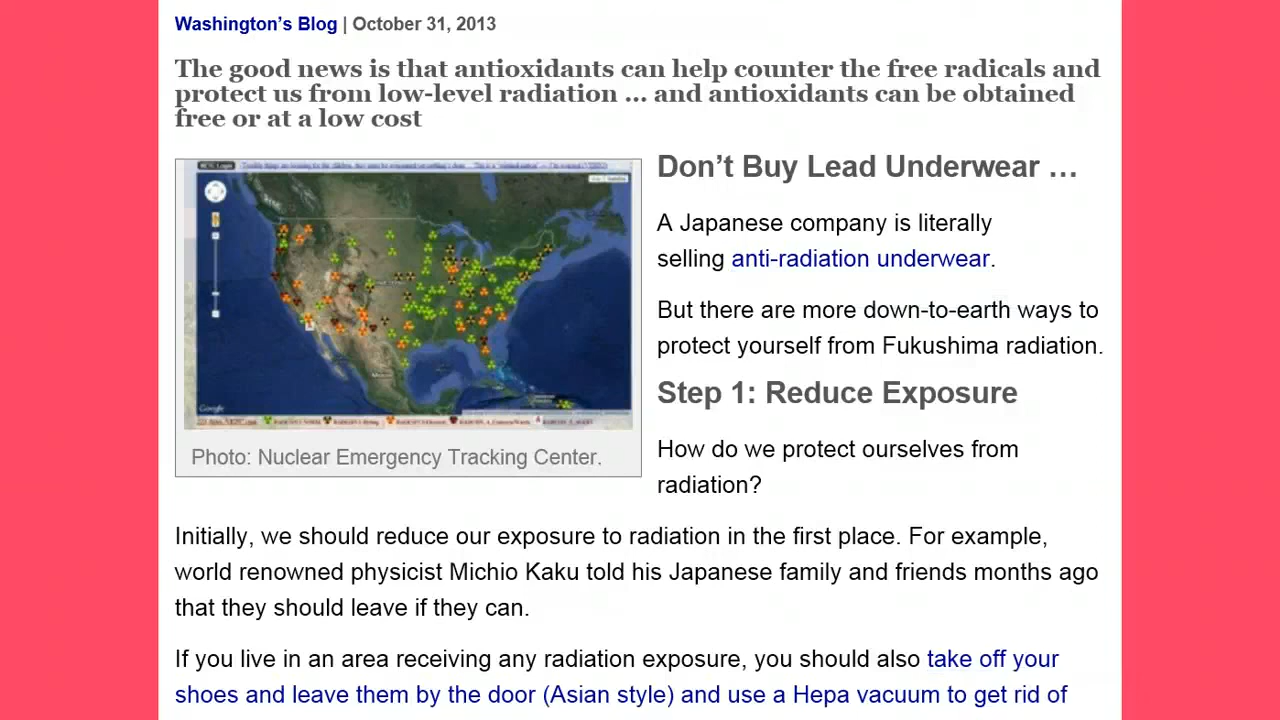 Washington’s Blog | October 31, 2013
The good news is that antioxidants can help counter the free radicals and
protect us from low-level radiation … and antioxidants can be obtained
free or at a low cost
Google
Photo: Nuclear Emergency Tracking Center.
Don’t Buy Lead Underwear …
A Japanese company is literally
selling anti-radiation underwear.
But there are more down-to-earth ways to
protect yourself from Fukushima radiation.
Step 1: Reduce Exposure
How do we protect ourselves from
radiation?
Initially, we should reduce our exposure to radiation in the first place. For example,
world renowned physicist Michio Kaku told his Japanese family and friends months ago
that they should leave if they can.
If you live in an area receiving any radiation exposure, you should also take off your
shoes and leave them by the door (Asian style) and use a Hepa vacuum to get rid of